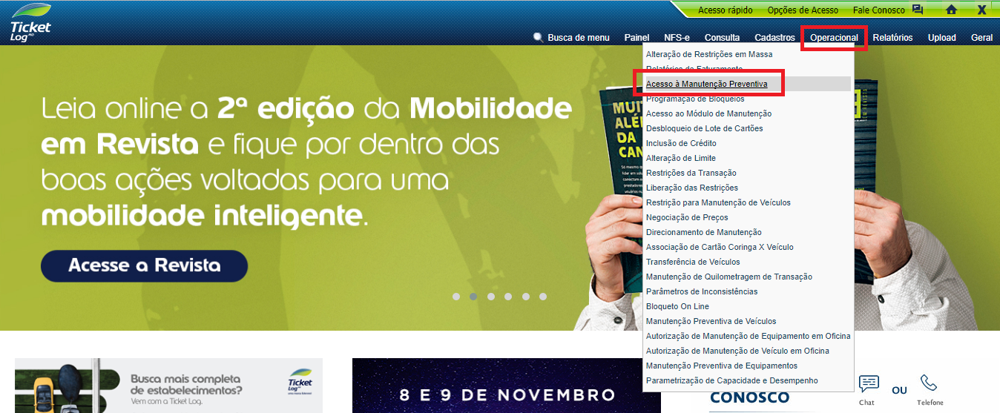 Acesso rápido Opções de Acesso Fale Conosco X
Ticket
Log
Busca de menu Painel NFS-e Consulta Cadastros Operacional Relatórios Upload Geral
Alteração de Restrições em Massa
Relatórios de Faturamento
Acesso à Manutenção Preventiva
Programação de Bloqueios
Acesso ao Módulo de Manutenção
Desbloqueio de Lote de Cartões
Inclusão de Crédito
Alteração de Limite
Restrições da Transação
Liberação das Restrições
Restrição para Manutenção de Veículos
Negociação de Preços
Direcionamento de Manutenção
Associação de Cartão Coringa X Veículo
Transferência de Veículos
Manutenção de Quilometragem de Transação
Parâmetros de Inconsistências
Bloqueto On Line
Manutenção Preventiva de Veículos
Autorização de Manutenção de Equipamento em Oficina
Autorização de Manutenção de Veículo em Oficina
Manutenção Preventiva de Equipamentos
Parametrização de Capacidade e Desempenho
Leia online a 2ª edição da Mobilidade
em Revista e fique por dentro das
boas ações voltadas para uma
mobilidade inteligente.
Acesse a Revista
DA
Busca mais completa
de estabelecimentos?
Vem com a Ticket Log.
Ticket
Log
8 E 9 DE NOVEMBRO
CONOSCO
Chat
OU
Telefone